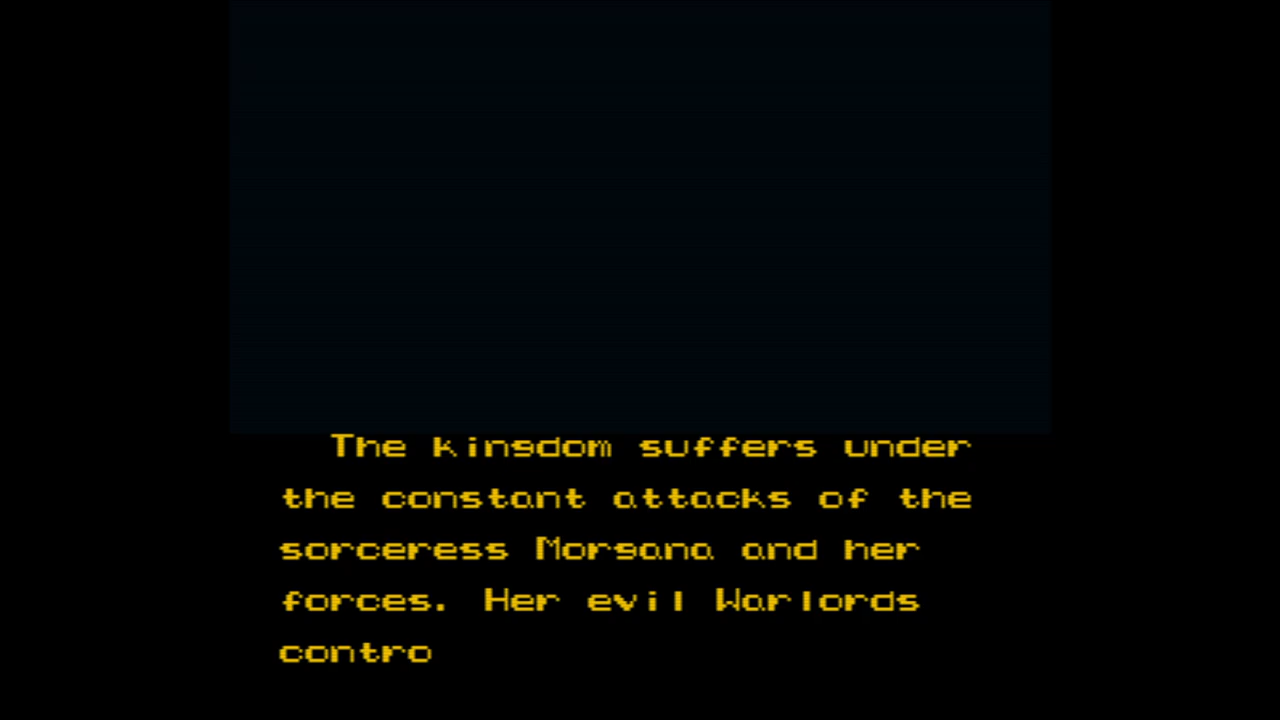 The kingdom suffers under
the constant attacks of the
sorceress Morgana and her
forces. Her evil Warlords
contro